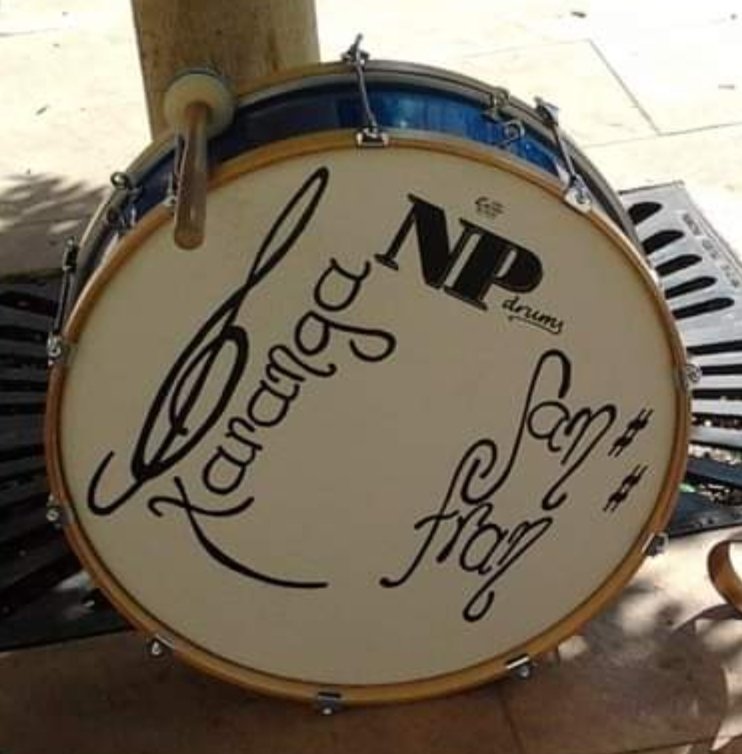 NP
drums
Xaranga
San #
fran #